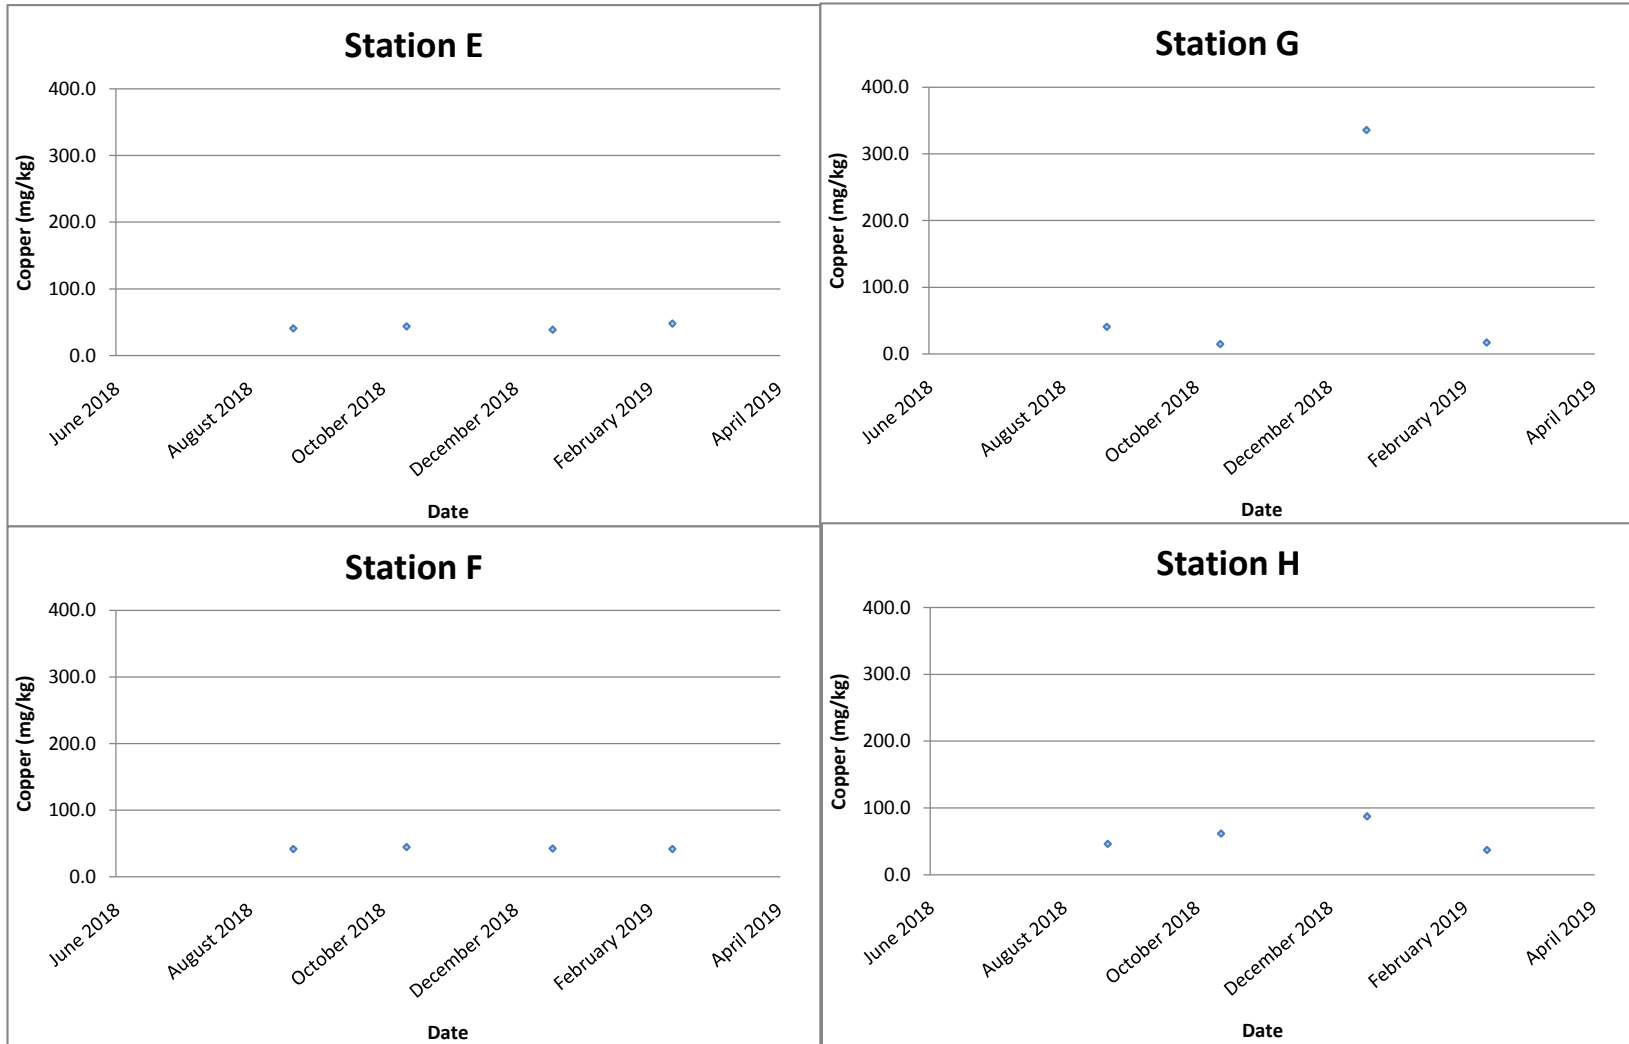 Station E
400.0
300.0
200.0
100.0
0.0
Copper (mg/kg)
June 2018
August 2018
October 2018
December 2018
February 2019
April 2019
Date
Station G
400.0
300.0
200.0
100.0
0.0
Copper (mg/kg)
June 2018
August 2018
October 2018
December 2018
February 2019
April 2019
Date
Station F
400.0
300.0
200.0
100.0
0.0
Copper (mg/kg)
June 2018
August 2018
October 2018
December 2018
February 2019
April 2019
Date
Station H
400.0
300.0
200.0
100.0
0.0
Copper (mg/kg)
June 2018
August 2018
October 2018
December 2018
February 2019
April 2019
Date